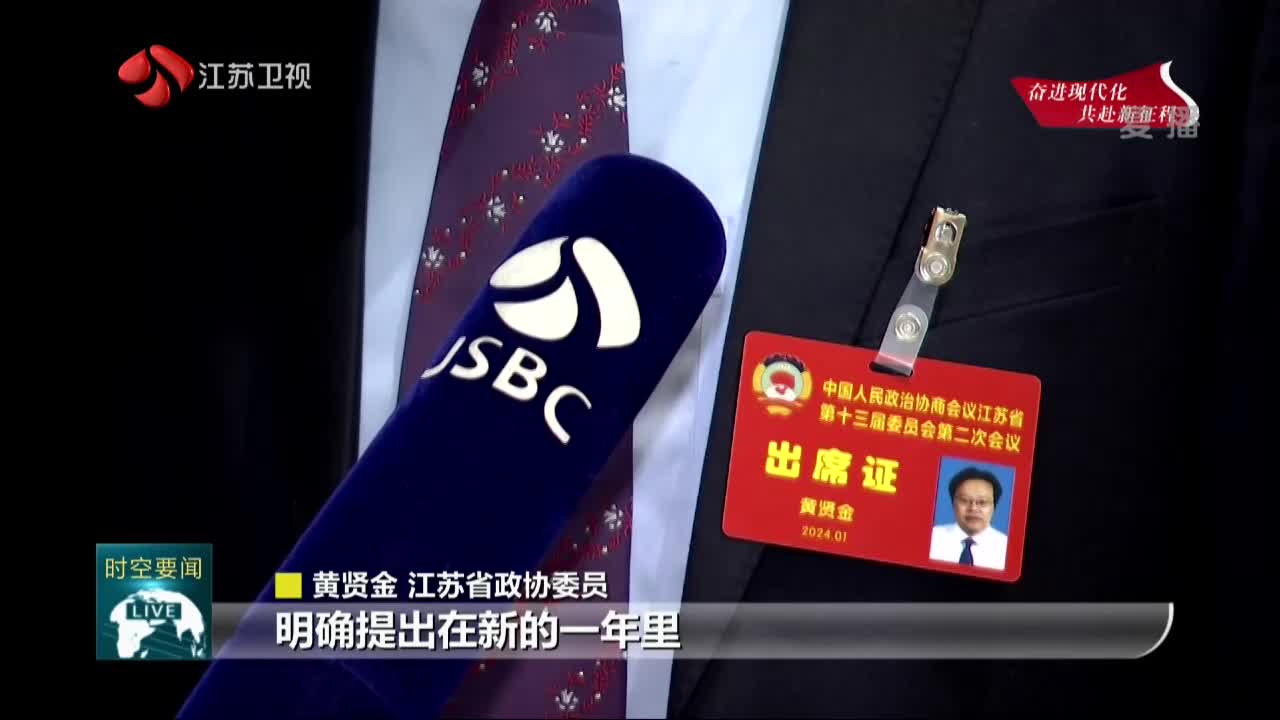 江苏卫视
奋进现代化
共赴新征程
复播
JSBC
中国人民政治协商会议江苏省
第十三届委员会第二次会议
出席证
黄贤金
2024.01
时空要闻
LIVE
黄贤金 江苏省政协委员
明确提出在新的一年里